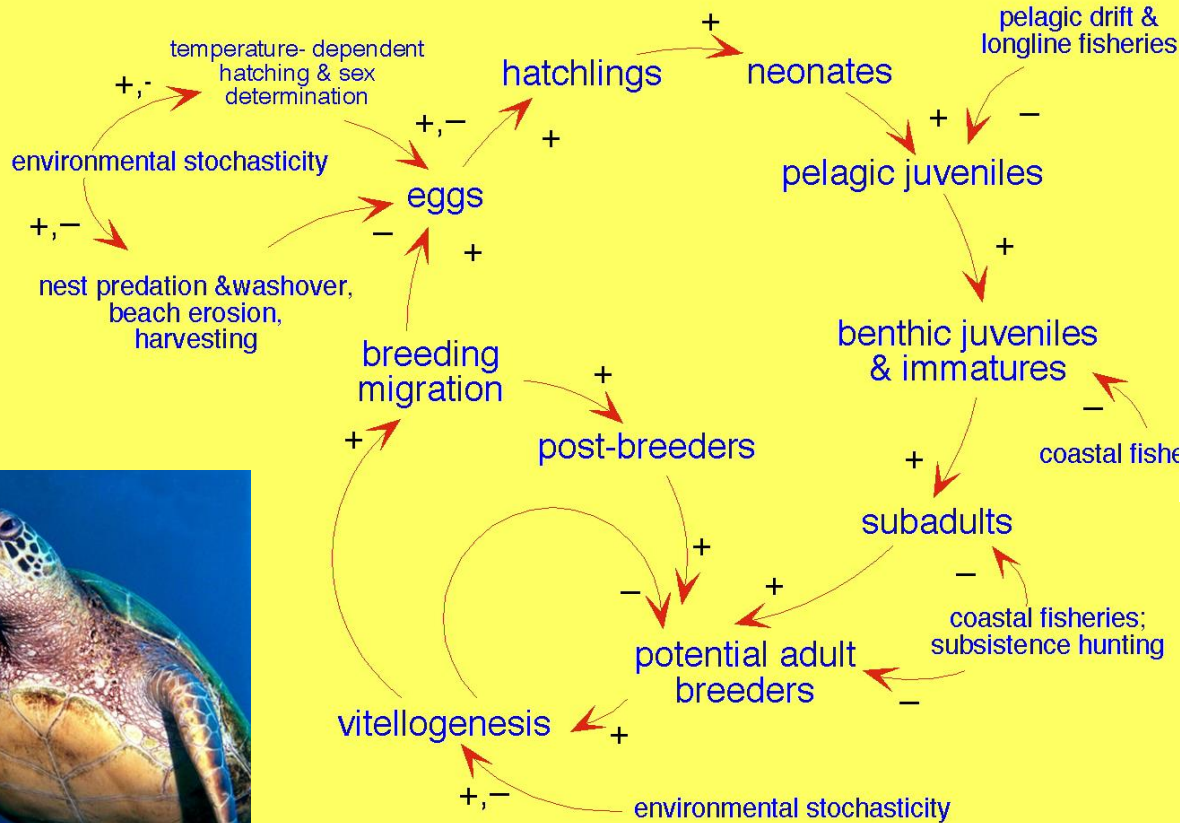 temperature- dependent
hatching & sex
determination
+,-
environmental stochasticity
+,–
nest predation &washover,
beach erosion,
harvesting
+,–
–
eggs
+
hatchlings
+
neonates
+
pelagic drift &
longline fisheries
–
pelagic juveniles
+
benthic juveniles
& immatures
–
coastal
+
subadults
–
coastal fisheries;
subsistence hunting
–
+
potential adult
breeders
+
vitellogenesis
+,–
environmental stochasticity
–
+
breeding
migration
+
+
post-breeders
+